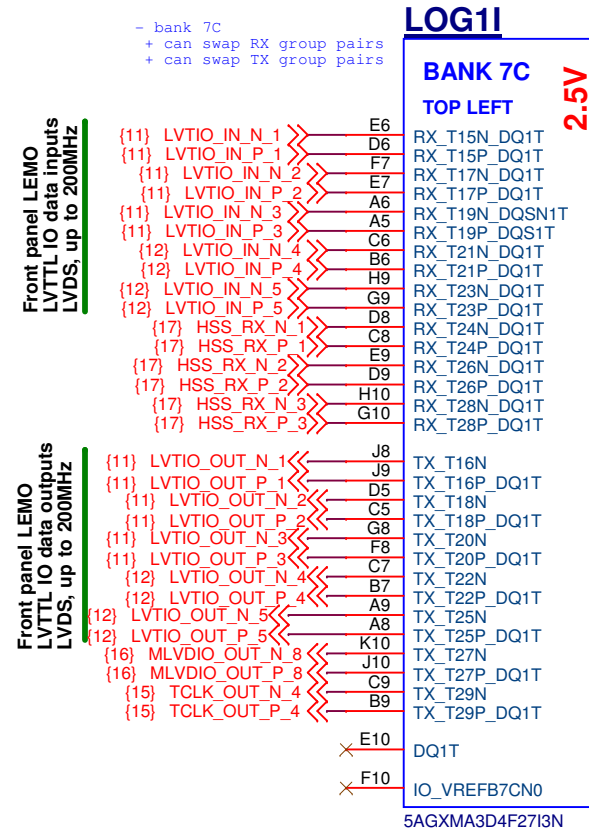 LOG1I
- bank 7C
+ can swap RX group pairs
+ can swap TX group pairs
BANK 7C
TOP LEFT
2.5V
Front panel LEMO
LVTTL IO data inputs
LVDS, up to 200MHz
{11} LVTIO_IN_N_1 E6 RX_T15N_DQ1T
{11} LVTIO_IN_P_1 D6 RX_T15P_DQ1T
{11} LVTIO_IN_N_2 F7 RX_T17N_DQ1T
{11} LVTIO_IN_P_2 E7 RX_T17P_DQ1T
{11} LVTIO_IN_N_3 A6 RX_T19N_DQSN1T
{11} LVTIO_IN_P_3 A5 RX_T19P_DQS1T
{12} LVTIO_IN_N_4 C6 RX_T21N_DQ1T
{12} LVTIO_IN_P_4 B6 RX_T21P_DQ1T
{12} LVTIO_IN_N_5 H9 RX_T23N_DQ1T
{12} LVTIO_IN_P_5 G9 RX_T23P_DQ1T
{17} HSS_RX_N_1 D8 RX_T24N_DQ1T
{17} HSS_RX_P_1 C8 RX_T24P_DQ1T
{17} HSS_RX_N_2 E9 RX_T26N_DQ1T
{17} HSS_RX_P_2 D9 RX_T26P_DQ1T
{17} HSS_RX_N_3 H10 RX_T28N_DQ1T
{17} HSS_RX_P_3 G10 RX_T28P_DQ1T
Front panel LEMO
LVTTL IO data outputs
LVDS, up to 200MHz
{11} LVTIO_OUT_N_1 J8 TX_T16N
{11} LVTIO_OUT_P_1 J9 TX_T16P_DQ1T
{11} LVTIO_OUT_N_2 D5 TX_T18N
{11} LVTIO_OUT_P_2 C5 TX_T18P_DQ1T
{11} LVTIO_OUT_N_3 G8 TX_T20N
{11} LVTIO_OUT_P_3 F8 TX_T20P_DQ1T
{12} LVTIO_OUT_N_4 C7 TX_T22N
{12} LVTIO_OUT_P_4 B7 TX_T22P_DQ1T
{12} LVTIO_OUT_N_5 A9 TX_T25N
{12} LVTIO_OUT_P_5 A8 TX_T25P_DQ1T
{16} MLVDIO_OUT_N_8 K10 TX_T27N
{16} MLVDIO_OUT_P_8 J10 TX_T27P_DQ1T
{15} TCLK_OUT_N_4 C9 TX_T29N
{15} TCLK_OUT_P_4 B9 TX_T29P_DQ1T
E10 DQ1T
F10 IO_VREFB7CN0
5AGXMA3D4F27I3N